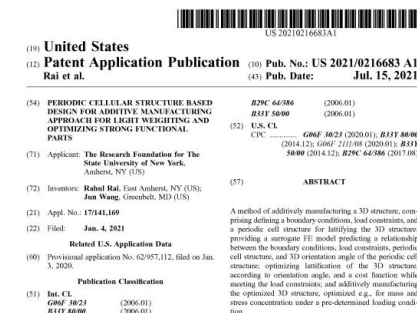 US 20210216683A1
(19) United States
(12) Patent Application Publication
Rai et al.
(10) Pub. No.: US 2021/0216683 A1
(43) Pub. Date: Jul. 15, 2021
(54) PERIODIC CELLULAR STRUCTURE BASED
DESIGN FOR ADDITIVE MANUFACTURING
APPROACH FOR LIGHT WEIGHTING AND
OPTIMIZING STRONG FUNCTIONAL
PARTS
(71) Applicant: The Research Foundation for The
State University of New York,
Amherst, NY (US)
(72) Inventors: Rahul Rai, East Amherst, NY (US);
Jun Wang, Greenbelt, MD (US)
(21) Appl. No.: 17/141,169
(22) Filed: Jan. 4, 2021
Related U.S. Application Data
(60) Provisional application No. 62/957,112, filed on Jan.
3, 2020.
Publication Classification
(51) Int. Cl.
G06F 30/23 (2006.01)
B33Y 80/00 (2006.01)
B29C 64/386 (2006.01)
B33Y 50/00 (2006.01)
(52) U.S. Cl.
CPC .............. G06F 30/23 (2020.01); B33Y 80/00
(2014.12); G06F 2111/08 (2020.01); B33Y
50/00 (2014.12); B29C 64/386 (2017.08)
(57) ABSTRACT
A method of additively manufacturing a 3D structure, com-
prising defining a boundary conditions, load constraints, and
a periodic cell structure for lattifying the 3D structure;
providing a surrogate FE model predicting a relationship
between the boundary conditions, load constraints, periodic
cell structure, and 3D orientation angle of the periodic cell
structure; optimizing lattification of the 3D structure,
according to orientation angle, and a cost function while
meeting the load constraints; and additively manufacturing
the optimized 3D structure, optimized e.g., for mass and
stress concentration under a pre-determined loading condi-
tion.